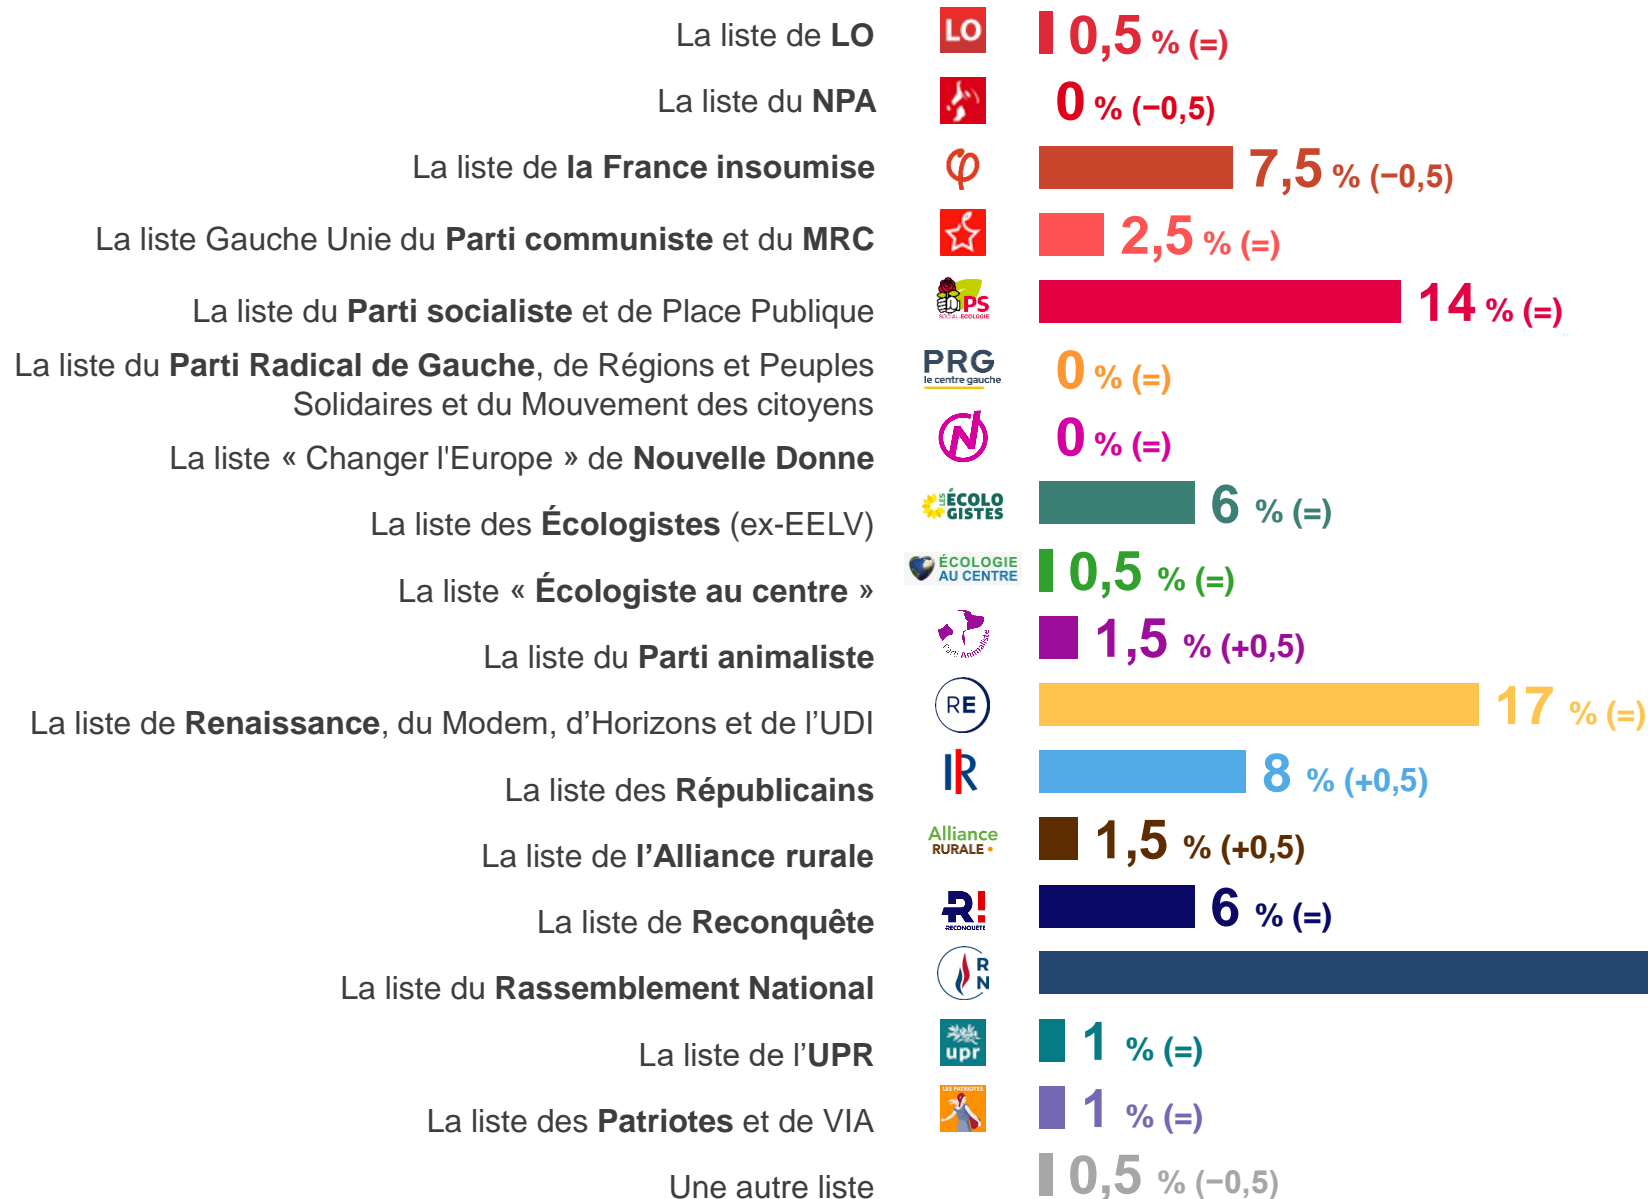 La liste de LO LO 0,5 % (=)
La liste du NPA 0 % (−0,5)
La liste de la France insoumise φ 7,5 % (−0,5)
La liste Gauche Unie du Parti communiste et du MRC 2,5 % (=)
La liste du Parti socialiste et de Place Publique PS SOCIAL-ECOLOGIE 14 % (=)
La liste du Parti Radical de Gauche, de Régions et Peuples
Solidaires et du Mouvement des citoyens
PRG
le centre gauche
0 % (=)
La liste « Changer l'Europe » de Nouvelle Donne N 0 % (=)
La liste des Écologistes (ex-EELV)
LES ÉCOLO
GISTES
6 % (=)
La liste « Écologiste au centre »
ÉCOLOGIE
AU CENTRE
0,5 % (=)
La liste du Parti animaliste Parti Animaliste 1,5 % (+0,5)
La liste de Renaissance, du Modem, d’Horizons et de l’UDI RE 17 % (=)
La liste des Républicains lR 8 % (+0,5)
La liste de l’Alliance rurale
Alliance
RURALE
1,5 % (+0,5)
La liste de Reconquête
R!
RECONQUÊTE
6 % (=)
La liste du Rassemblement National
R
N
La liste de l’UPR upr 1 % (=)
La liste des Patriotes et de VIA LES PATRIOTES 1 % (=)
Une autre liste 0,5 % (−0,5)